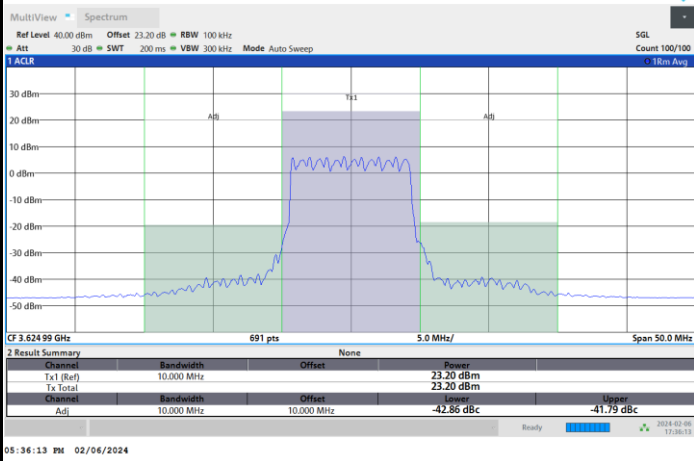 MultiView Spectrum
Ref Level 40.00 dBm Offset 23.20 dB RBW 100 kHz SGL
Att 30 dB SWT 200 ms VBW 300 kHz Mode Auto Sweep Count 100/100
1 ACLR 1Rm Avg
30 dBm
Tx1
20 dBm
Adj Adj
10 dBm
0 dBm
-10 dBm
-20 dBm
-30 dBm
-40 dBm
-50 dBm
CF 3.62499 GHz 691 pts 5.0 MHz/ Span 50.0 MHz
2 Result Summary None
Channel Bandwidth Offset Power
Tx1 (Ref) 10.000 MHz 23.20 dBm
Tx Total 23.20 dBm
Channel Bandwidth Offset Lower Upper
Adj 10.000 MHz 10.000 MHz -42.86 dBc -41.79 dBc
Ready 2024-02-06
17:36:13
05:36:13 PM 02/06/2024